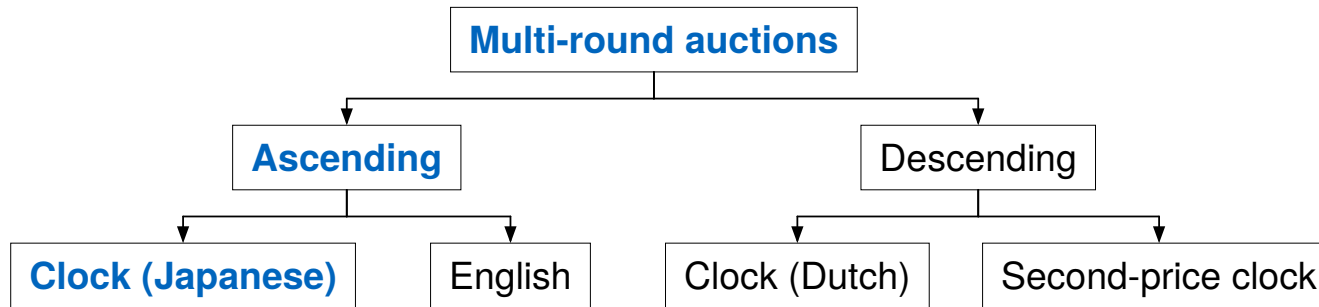 Multi-round auctions
Ascending
Descending
Clock (Japanese)
English
Clock (Dutch)
Second-price clock